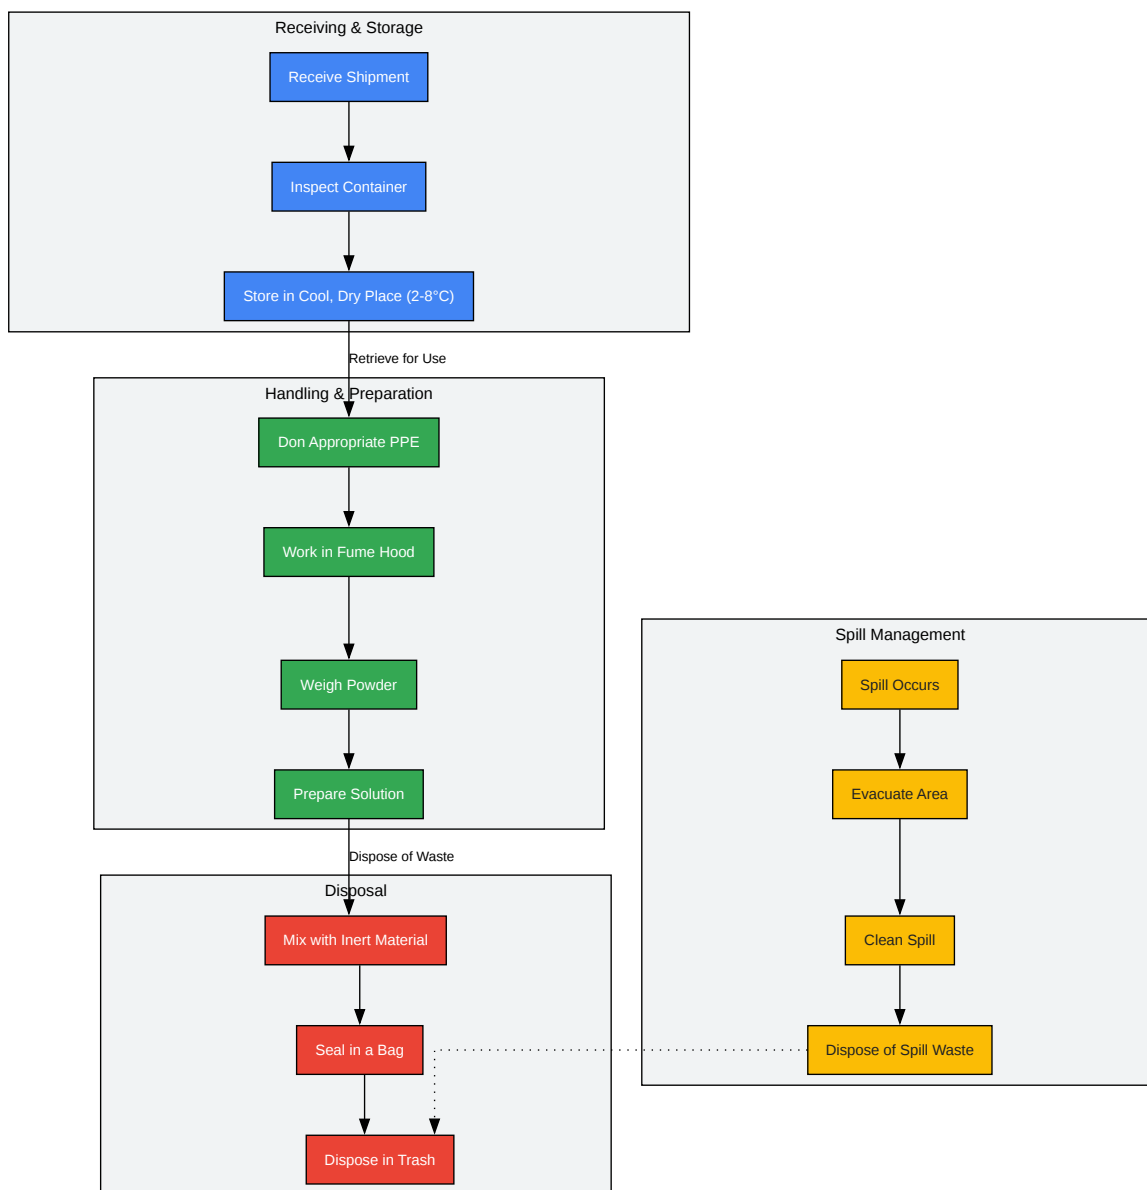 Receiving & Storage
Receive Shipment
Inspect Container
Store in Cool, Dry Place (2-8°C)
Retrieve for Use
Handling & Preparation
Don Appropriate PPE
Work in Fume Hood
Weigh Powder
Prepare Solution
Dispose of Waste
Disposal
Mix with Inert Material
Seal in a Bag
Dispose in Trash
Spill Management
Spill Occurs
Evacuate Area
Clean Spill
Dispose of Spill Waste